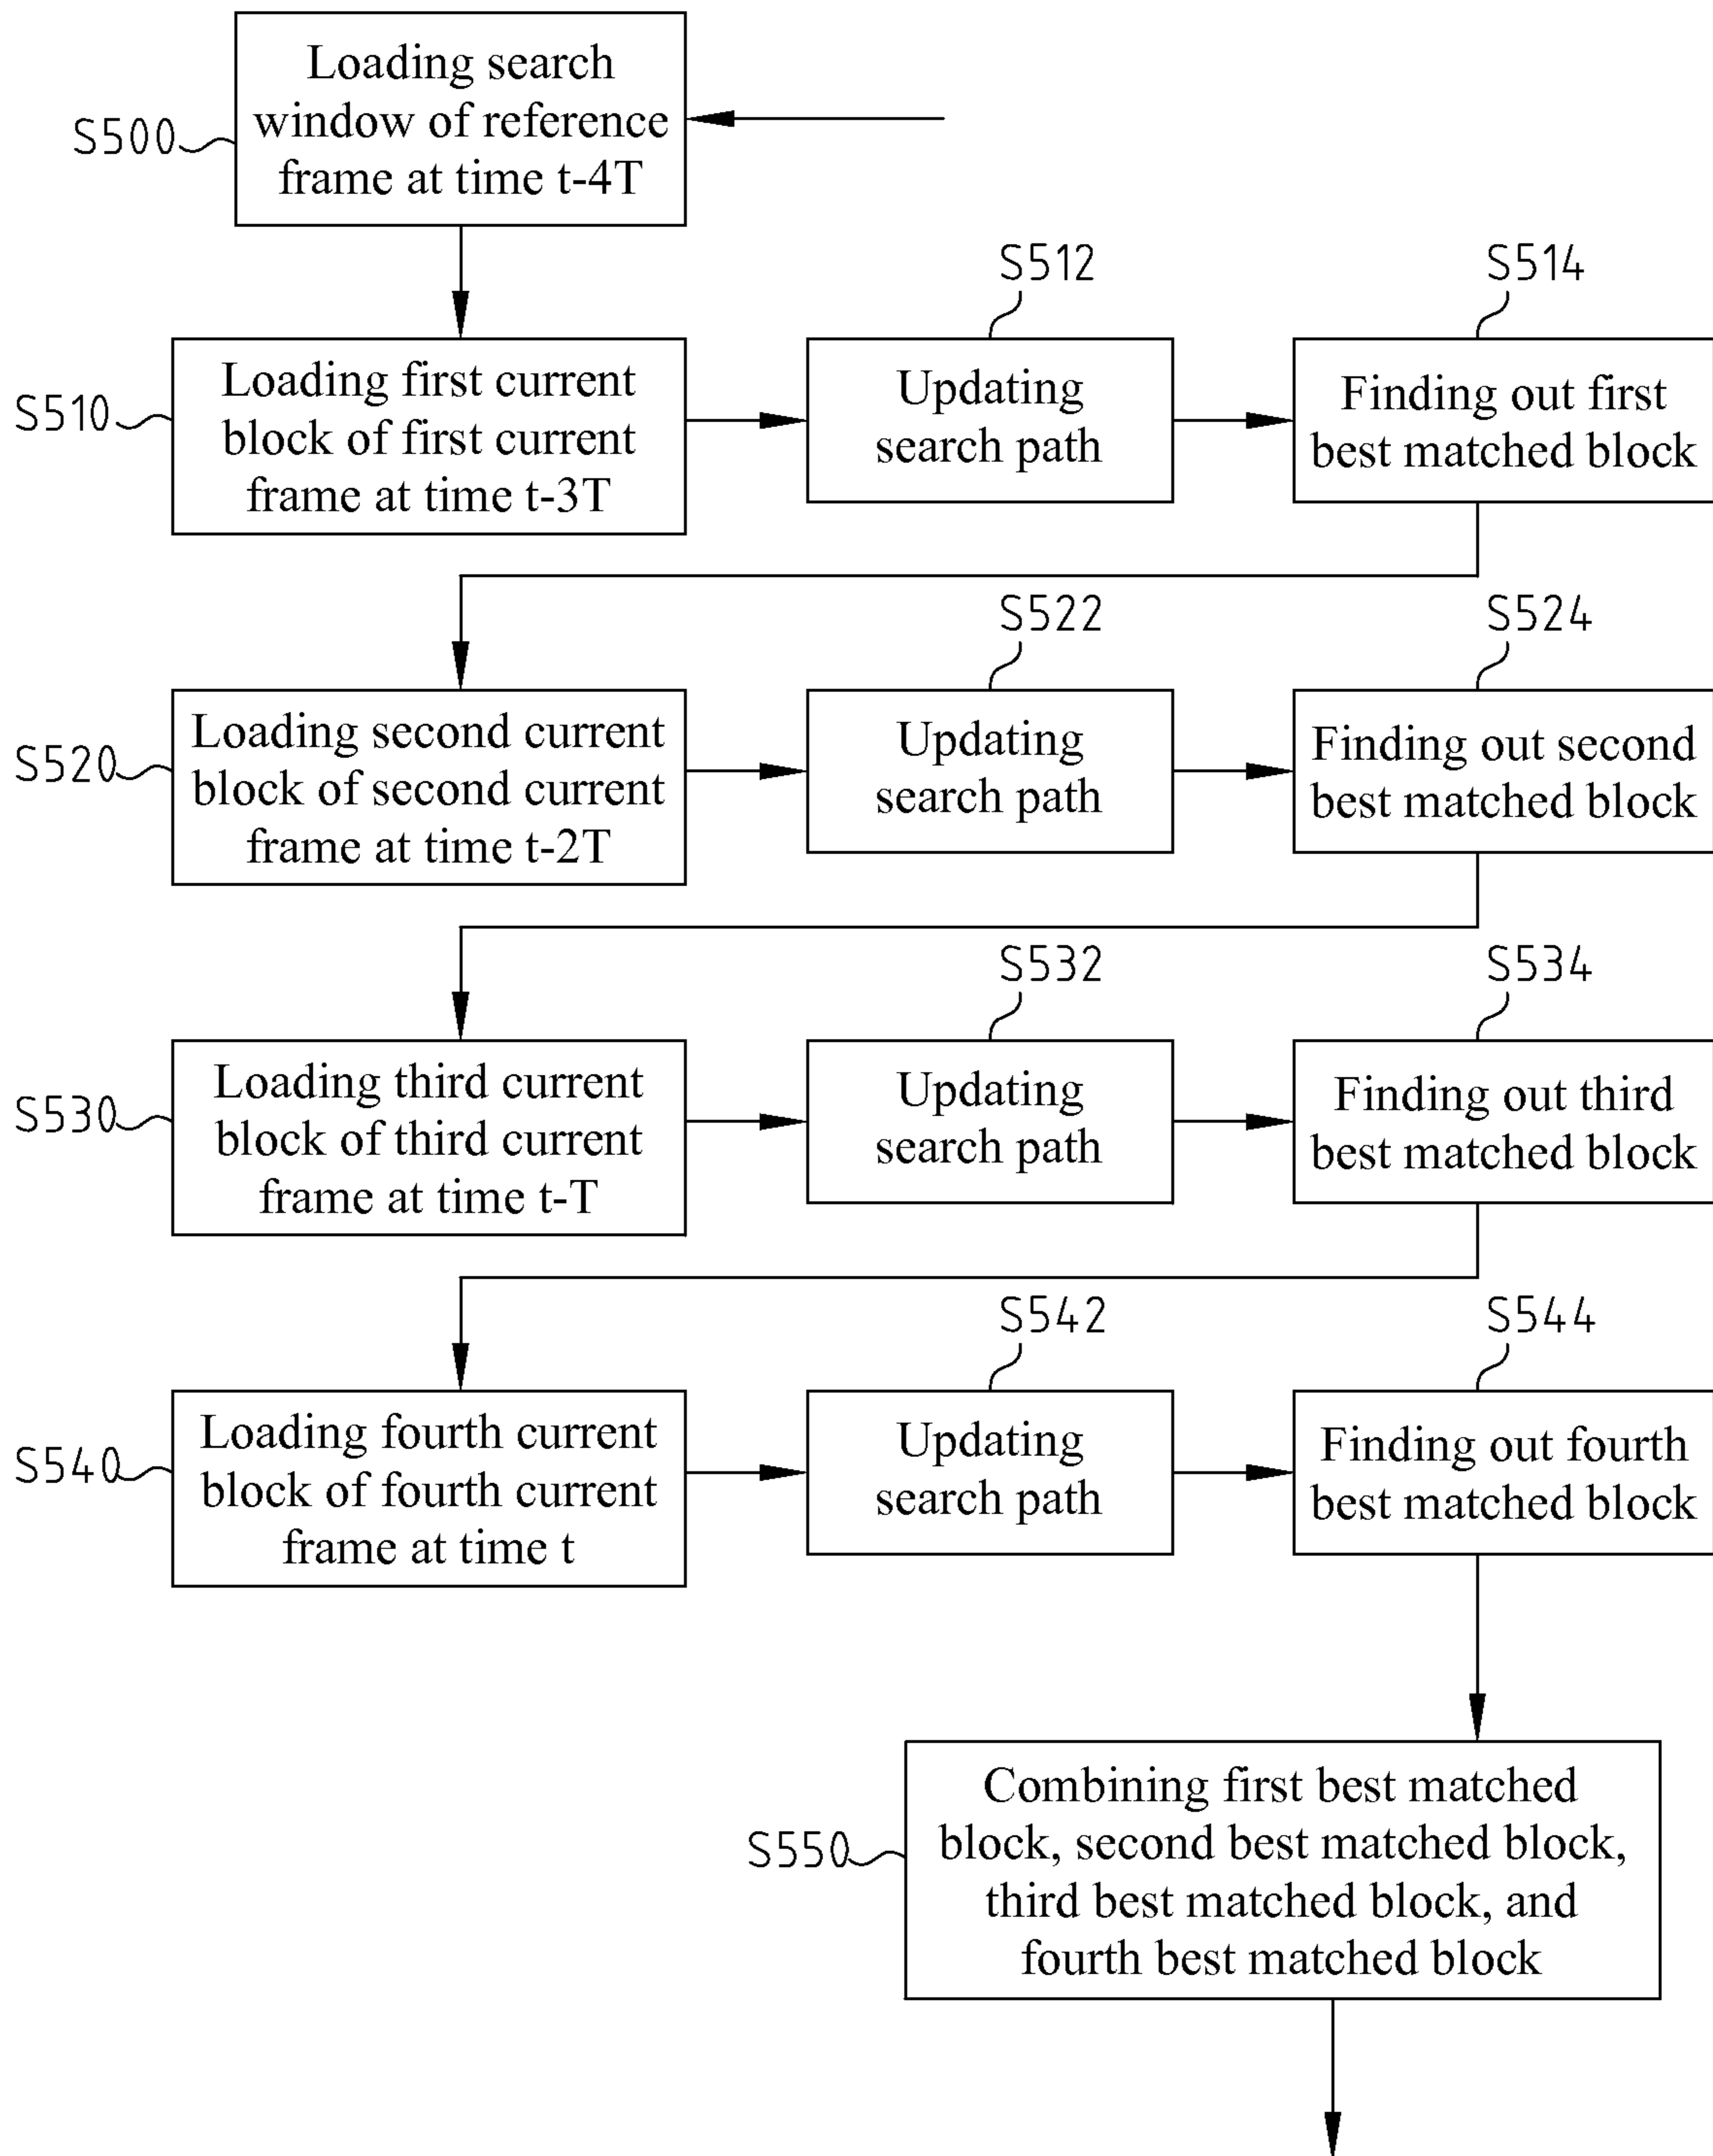 Loading search
window of reference
frame at time t-4T
S500
S512
S514
Loading first current
block of first current
frame at time t-3T
S510
Updating
search path
Finding out first
best matched block
S522
S524
Loading second current
block of second current
frame at time t-2T
S520
Updating
search path
Finding out second
best matched block
S532
S534
Loading third current
block of third current
frame at time t-T
S530
Updating
search path
Finding out third
best matched block
S542
S544
Loading fourth current
block of fourth current
frame at time t
S540
Updating
search path
Finding out fourth
best matched block
Combining first best matched
block, second best matched block,
third best matched block, and
fourth best matched block
S550